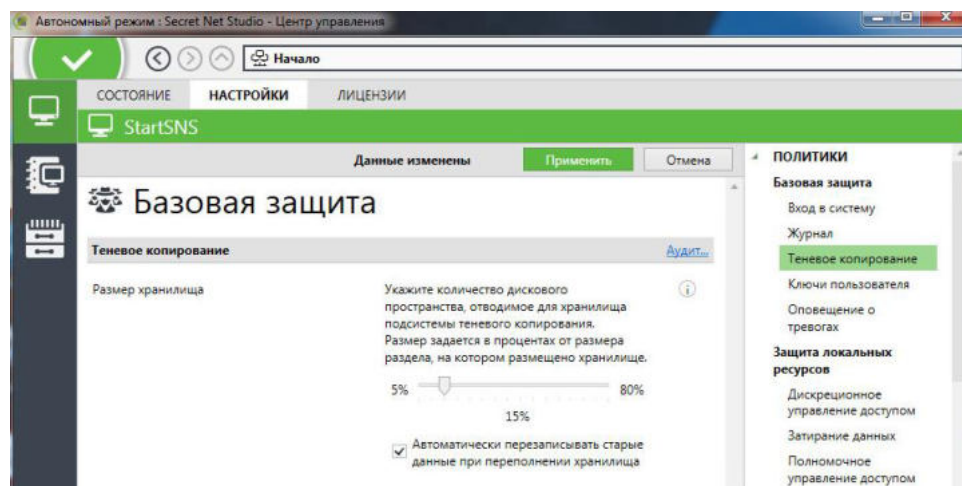 Автономный режим : Secret Net Studio - Центр управления
Начало
СОСТОЯНИЕ НАСТРОЙКИ ЛИЦЕНЗИИ
StartSNS
Данные изменены Применить Отмена
Базовая защита
Теневое копирование Аудит...
Размер хранилища
Укажите количество дискового
пространства, отводимое для хранилища
подсистемы теневого копирования.
Размер задается в процентах от размера
раздела, на котором размещено хранилище.
5% 80%
15%
Автоматически перезаписывать старые
данные при переполнении хранилища
ПОЛИТИКИ
Базовая защита
Вход в систему
Журнал
Теневое копирование
Ключи пользователя
Оповещение о
тревогах
Защита локальных
ресурсов
Дискреционное
управление доступом
Затирание данных
Полномочное
управление доступом